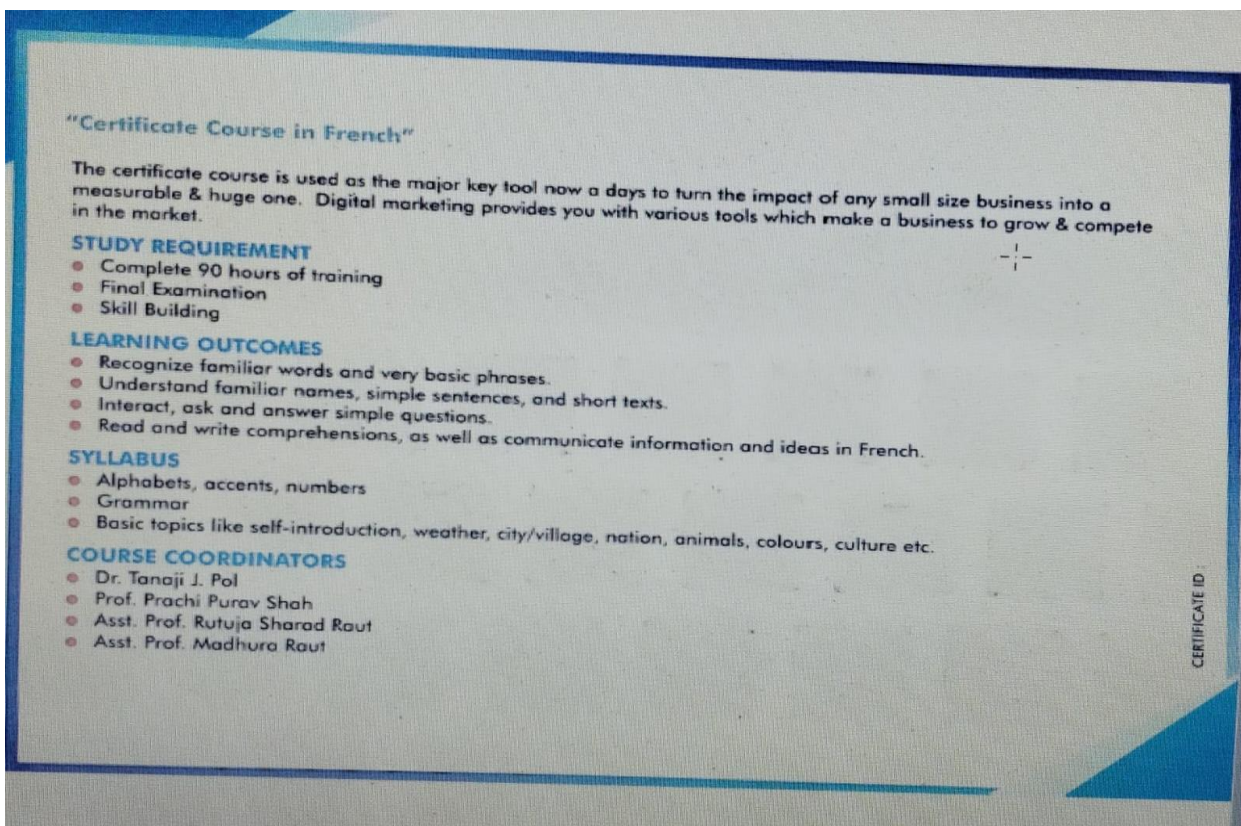 "Certificate Course in French"
The certificate course is used as the major key tool now a days to turn the impact of any small size business into a
measurable & huge one. Digital marketing provides you with various tools which make a business to grow & compete
in the market.
STUDY REQUIREMENT
Complete 90 hours of training
Final Examination
Skill Building
LEARNING OUTCOMES
Recognize familiar words and very basic phrases.
Understand familiar names, simple sentences, and short texts.
Interact, ask and answer simple questions.
Read and write comprehensions, as well as communicate information and ideas in French.
SYLLABUS
Alphabets, accents, numbers
Grammar
Basic topics like self-introduction, weather, city/village, nation, animals, colours, culture etc.
COURSE COORDINATORS
Dr. Tanaji J. Pol
Prof. Prachi Purav Shah
Asst. Prof. Rutuja Sharad Raut
Asst. Prof. Madhura Raut
CERTIFICATE ID :